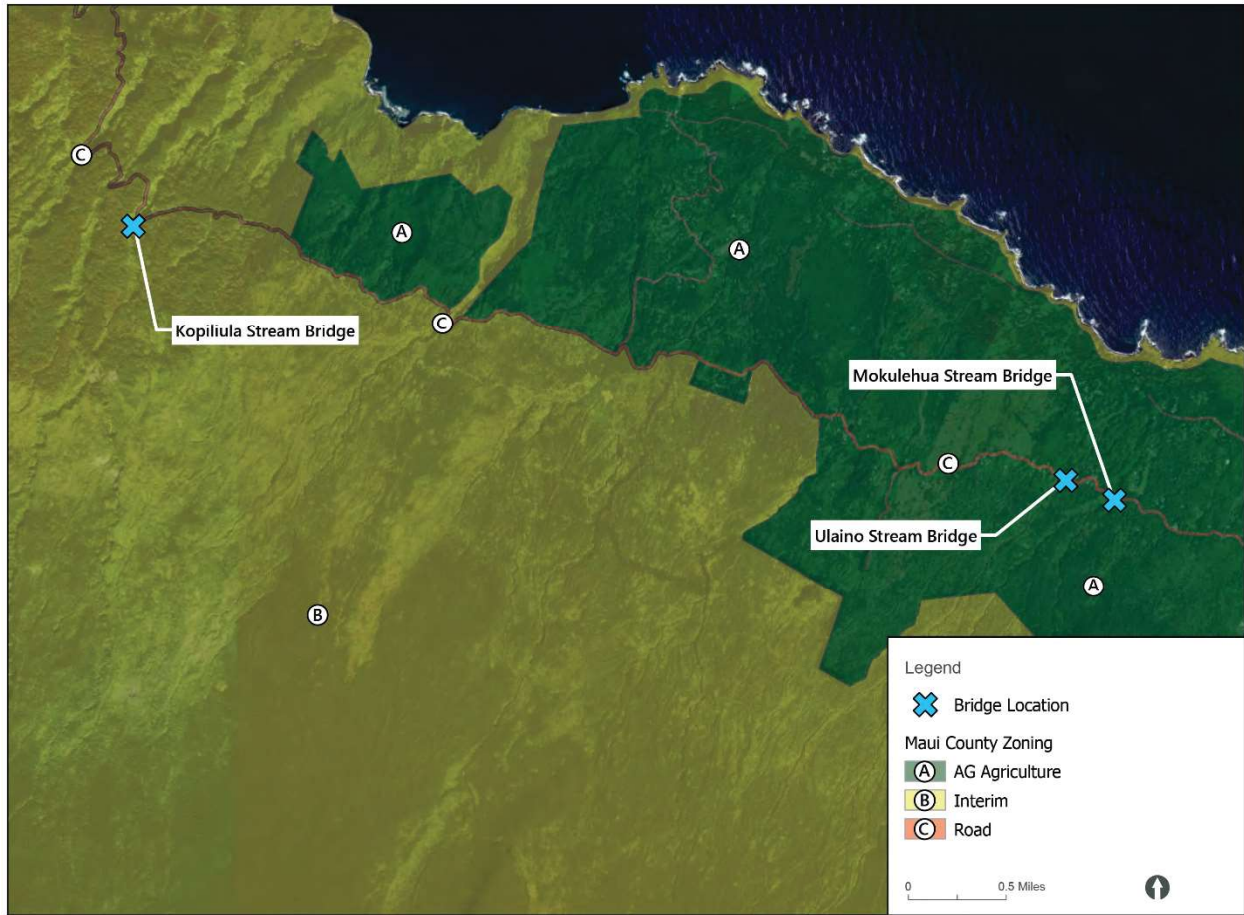 C
A
A
C
Kopiliula Stream Bridge
Mokulehua Stream Bridge
C
Ulaino Stream Bridge
A
B
Legend
Bridge Location
Maui County Zoning
A AG Agriculture
B Interim
C Road
0 0.5 Miles